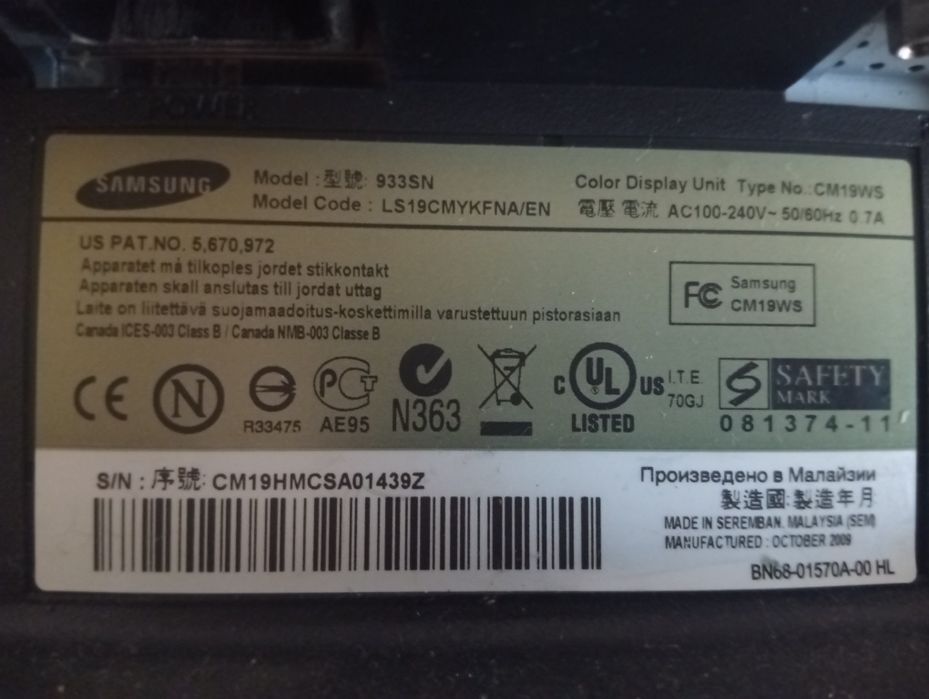 POWER
SAMSUNG
Model : 型號: 933SN
Model Code : LS19CMYKFNA/EN
Color Display Unit Type No.: CM19WS
電壓 電流 AC100-240V~ 50/60Hz 0.7A
US PAT.NO. 5,670,972
Apparatet må tilkoples jordet stikkontakt
Apparaten skall anslutas till jordat uttag
Laite on liitettävä suojamaadoitus-koskettimilla varustettuun pistorasiaan
Canada ICES-003 Class B / Canada NMB-003 Classe B
FC Samsung
CM19WS
CE N R33475 PCT AE95 N363
C UL US LISTED I.T.E. 70GJ
S SAFETY MARK
081374-11
S/N : 序號: CM19HMCSA01439Z
Произведено в Малайзии
製造國: 製造年月
MADE IN SEREMBAN, MALAYSIA (SEM)
MANUFACTURED : OCTOBER 2009
BN68-01570A-00 HL